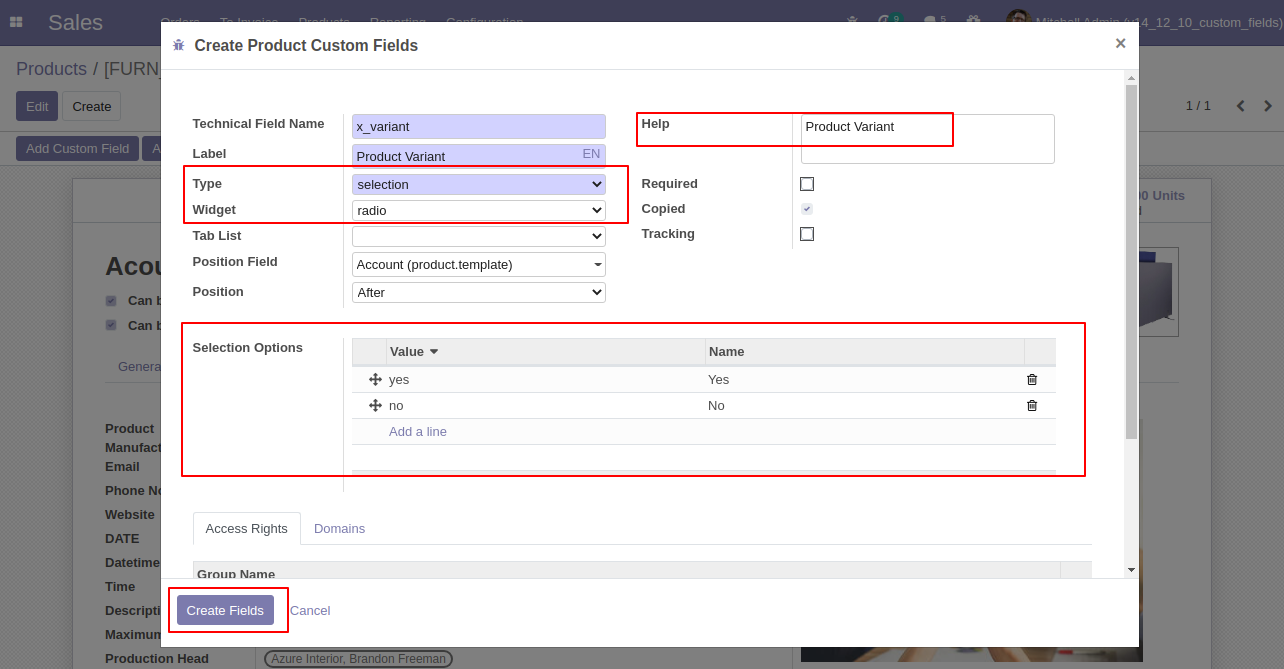 Sales
Orders To Invoice Products Reporting Configuration
9 5 Mitchell Admin (v14_12_10_custom_fields)
Create Product Custom Fields
×
Products / [FURN_
Edit Create
1 / 1
Add Custom Field A
Technical Field Name x_variant
Help Product Variant
Label Product Variant EN
Type selection
Required
Widget radio
Copied
Tab List
Tracking
Position Field Account (product.template)
Position After
00 Units
Acou
Can b
Can b
Genera
Selection Options
Value Name
yes Yes
no No
Add a line
Product
Manufact
Email
Phone No
Website
DATE
Datetime
Time
Descripti
Maximum
Production Head Azure Interior, Brandon Freeman
Access Rights Domains
Group Name
Create Fields Cancel